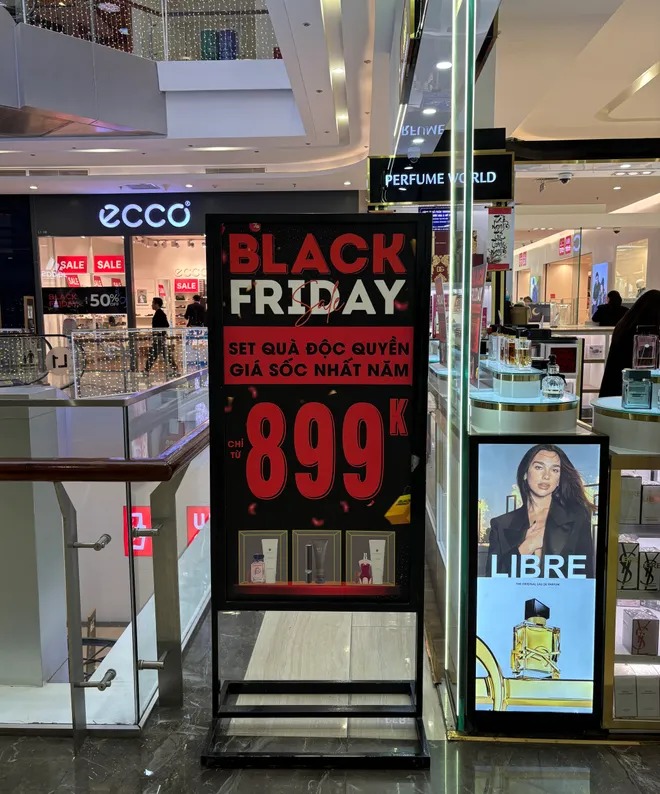 PERFUME WORLD
ecco
SALE
SALE
SALE
50%
BLACK
FRIDAY
Sale
SET QUÀ ĐỘC QUYỀN
GIÁ SỐC NHẤT NĂM
CHỈ
TỪ
899K
LIBRE